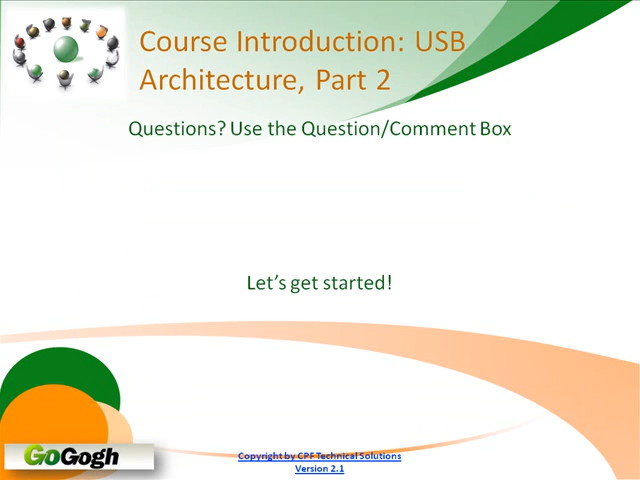 Course Introduction: USB
Architecture, Part 2
Questions? Use the Question/Comment Box
Let's get started!
GoGogh
Copyright by CPF Technical Solutions
Version 2.1